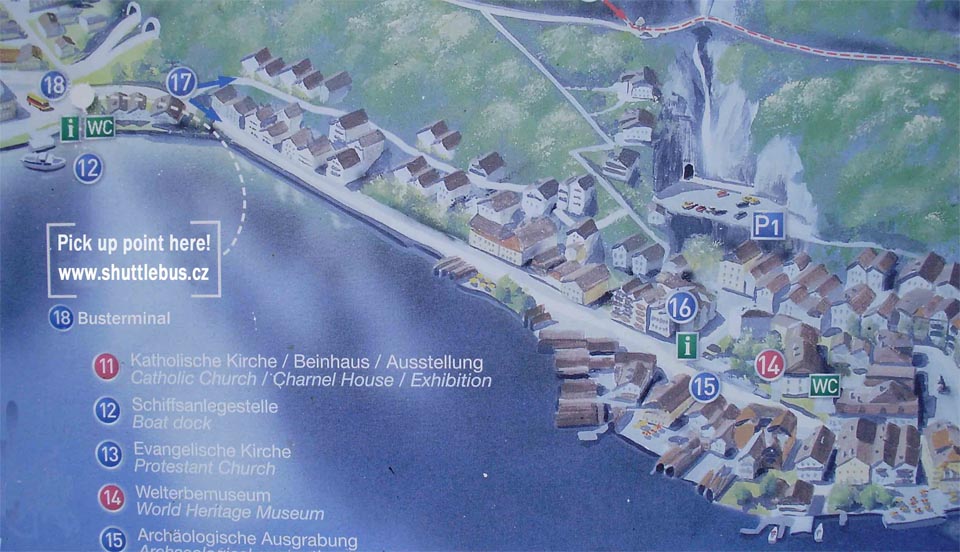 17
18
i WC
12
P1
Pick up point here!
www.shuttlebus.cz
16
18 Busterminal
i
11 Katholische Kirche / Beinhaus / Ausstellung
Catholic Church / Charnel House / Exhibition
14
15
WC
12 Schiffsanlegestelle
Boat dock
13 Evangelische Kirche
Protestant Church
14 Welterbemuseum
World Heritage Museum
15 Archäologische Ausgrabung